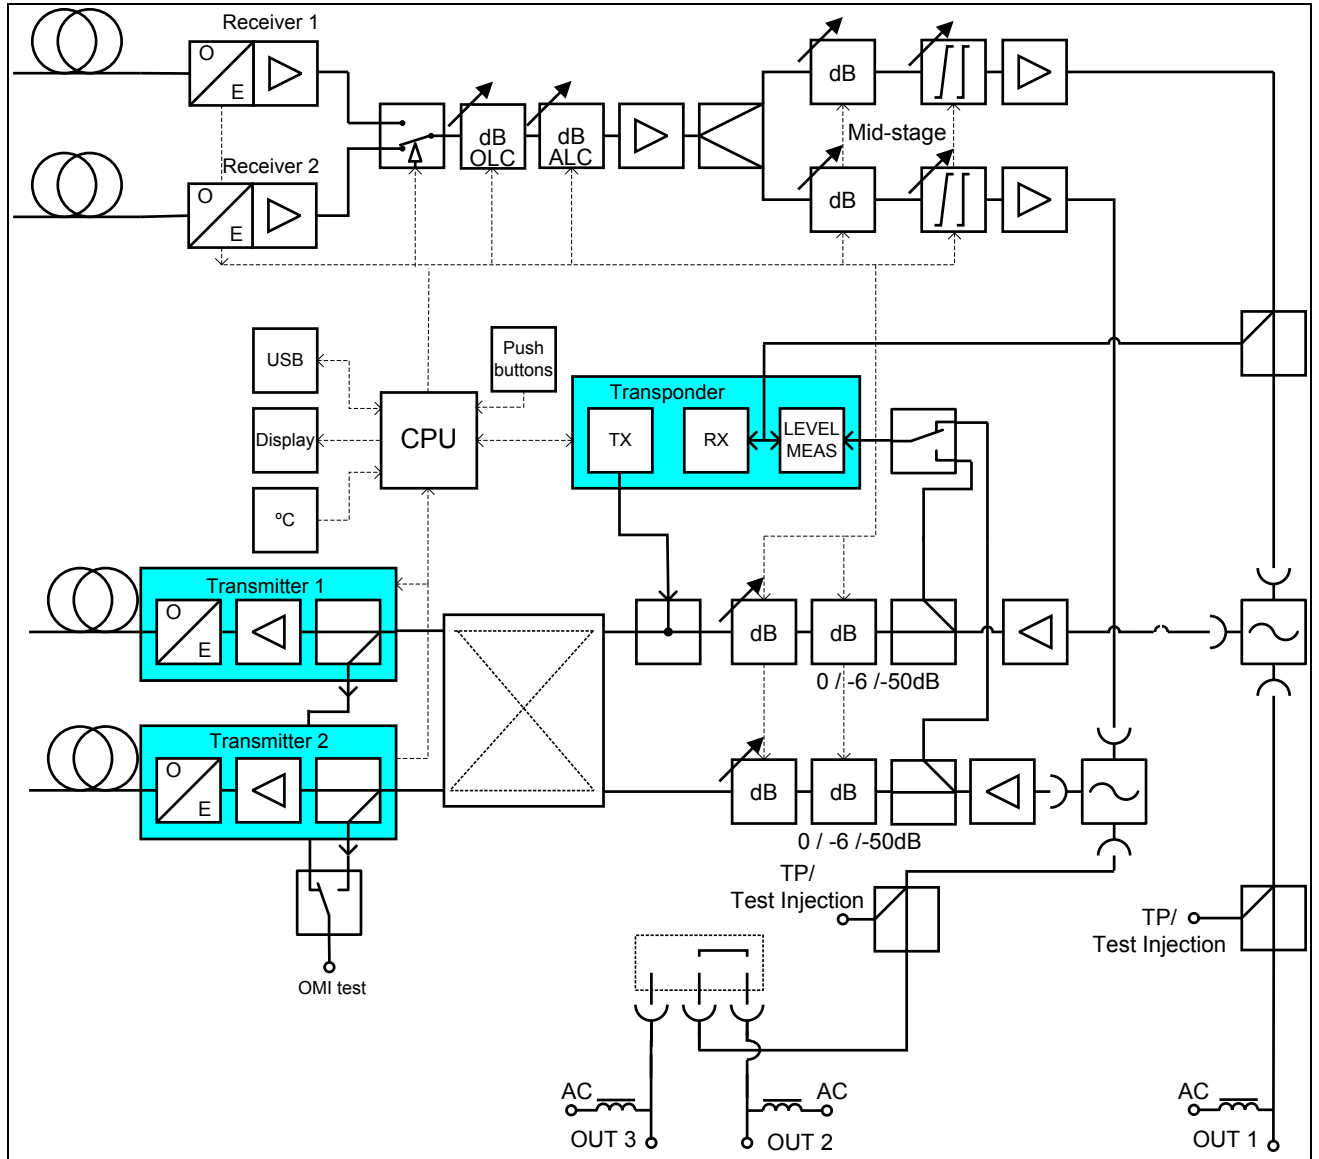 Receiver 1
O
E
Receiver 2
O
E
dB
OLC
dB
ALC
dB
Mid-stage
dB
USB
Push
buttons
Display
CPU
ºC
Transponder
TX
RX
LEVEL
MEAS
Transmitter 1
O
E
dB
dB
0 / -6 /-50dB
Transmitter 2
O
E
dB
dB
0 / -6 /-50dB
TP/
Test Injection
TP/
Test Injection
OMI test
AC
OUT 3
AC
OUT 2
AC
OUT 1